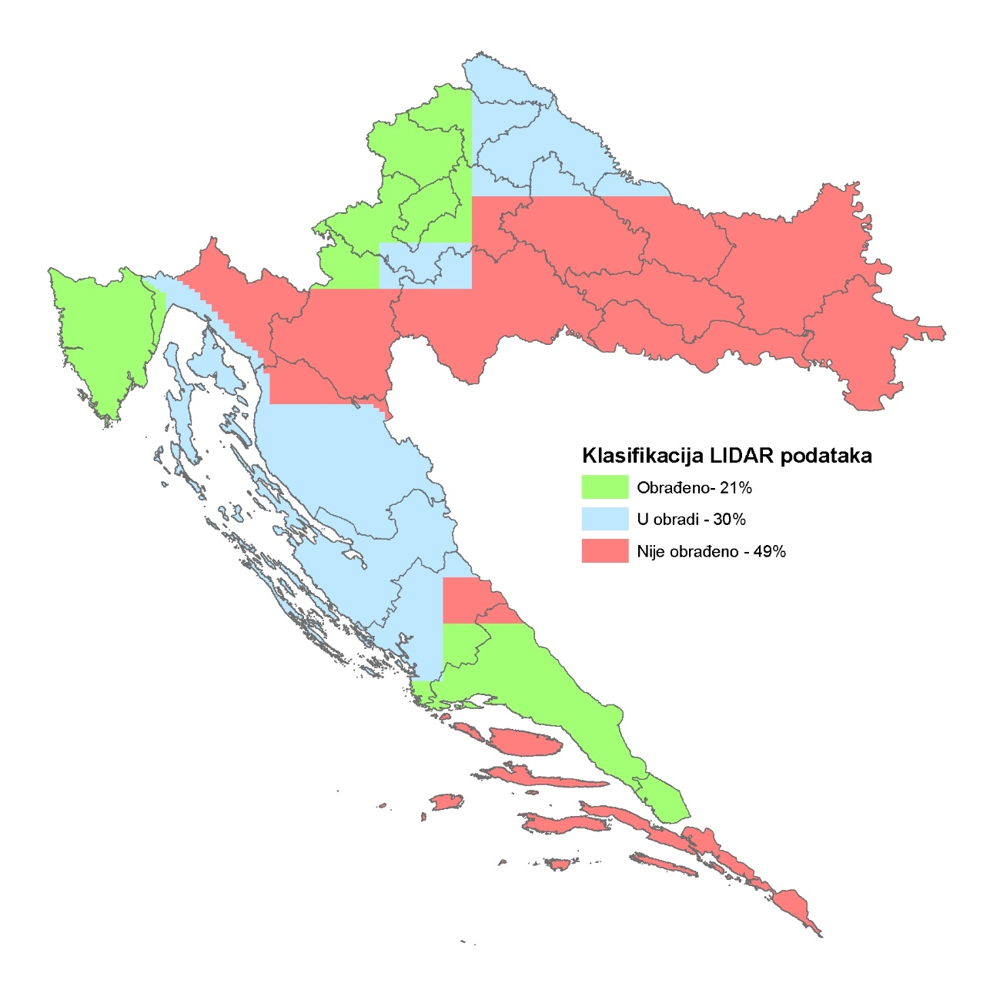 Klasifikacija LIDAR podataka
Obrađeno- 21%
U obradi - 30%
Nije obrađeno - 49%